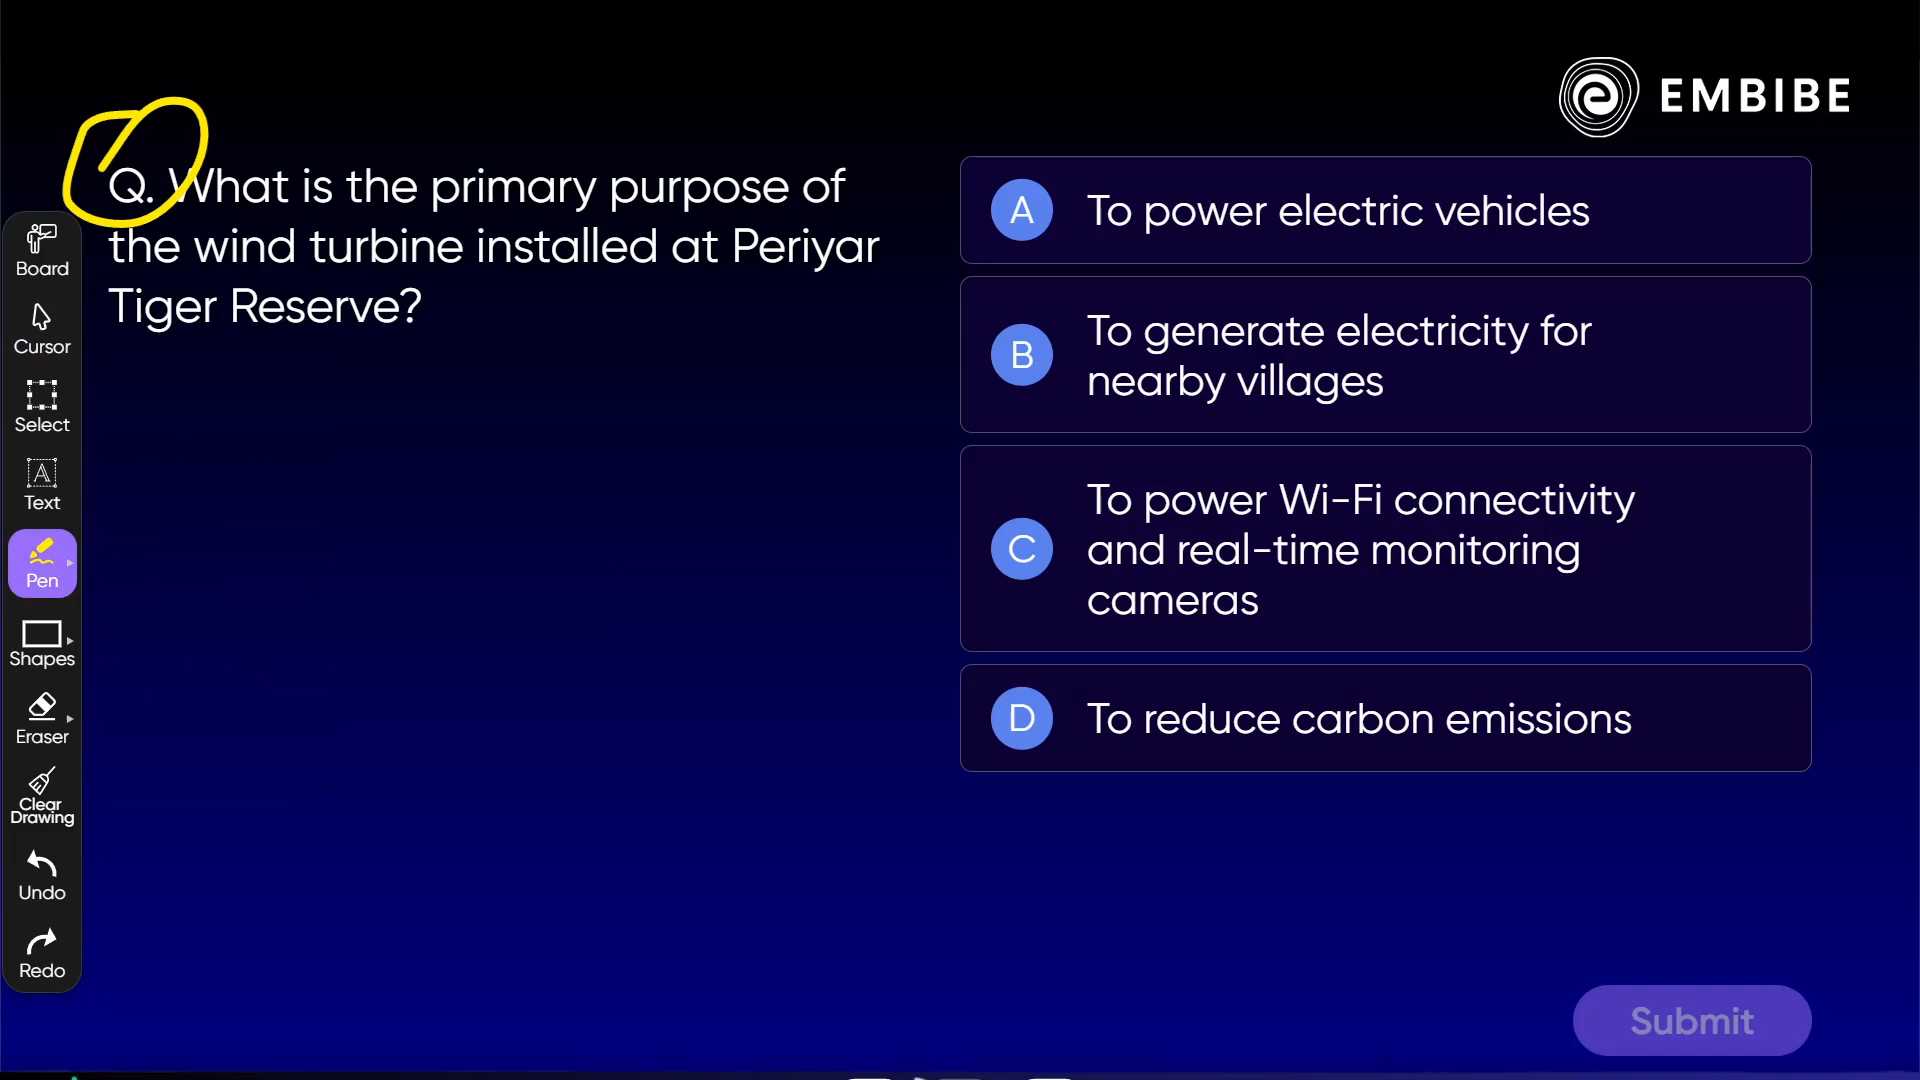 EMBIBE
Q. What is the primary purpose of
the wind turbine installed at Periyar
Tiger Reserve?
A To power electric vehicles
B To generate electricity for
nearby villages
C To power Wi-Fi connectivity
and real-time monitoring
cameras
D To reduce carbon emissions
Board
Cursor
Select
A
Text
Pen
Shapes
Eraser
Clear
Drawing
Undo
Redo
Submit